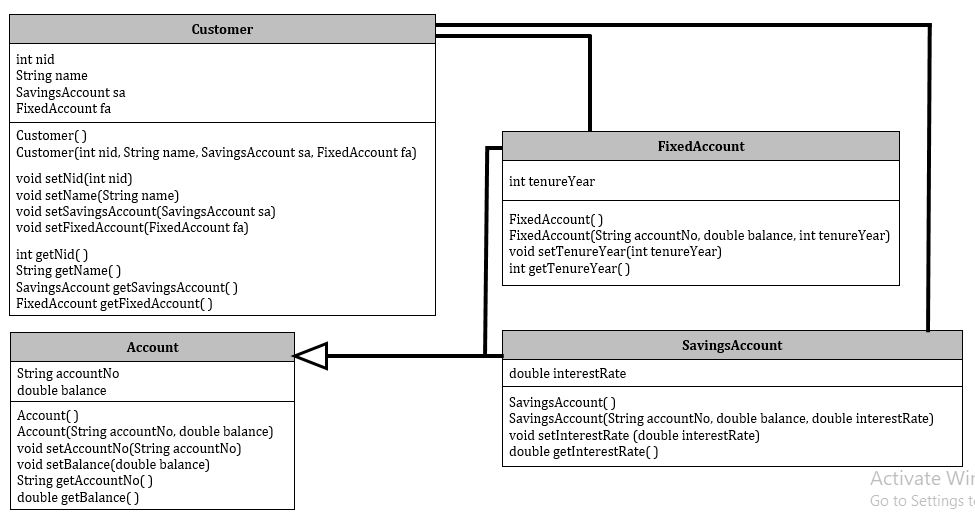 Customer
int nid
String name
SavingsAccount sa
FixedAccount fa
Customer( )
Customer(int nid, String name, SavingsAccount sa, FixedAccount fa)
void setNid(int nid)
void setName(String name)
void setSavingsAccount(SavingsAccount sa)
void setFixedAccount(FixedAccount fa)
int getNid( )
String getName( )
SavingsAccount getSavingsAccount( )
FixedAccount getFixedAccount( )
FixedAccount
int tenureYear
FixedAccount( )
FixedAccount(String accountNo, double balance, int tenureYear)
void setTenureYear(int tenureYear)
int getTenureYear( )
Account
String accountNo
double balance
Account( )
Account(String accountNo, double balance)
void setAccountNo(String accountNo)
void setBalance(double balance)
String getAccountNo( )
double getBalance( )
SavingsAccount
double interestRate
SavingsAccount( )
SavingsAccount(String accountNo, double balance, double interestRate)
void setInterestRate (double interestRate)
double getInterestRate( )
Activate Win
Go to Settings t